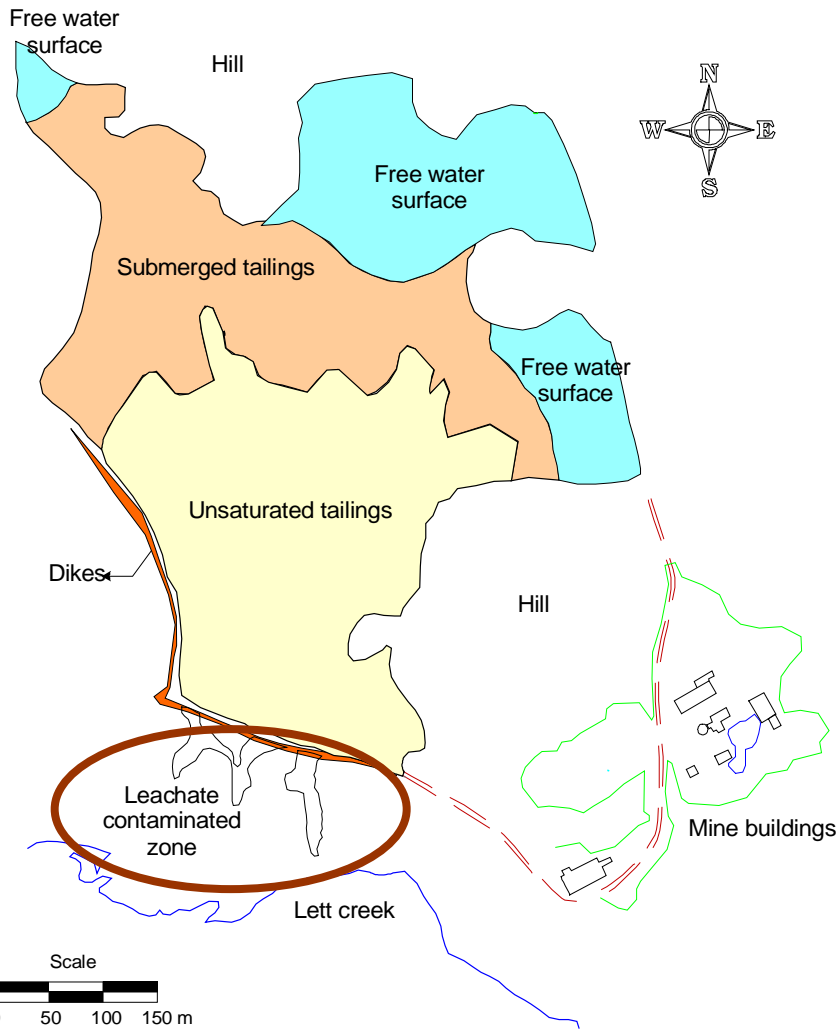 Free water
surface
Hill
N
W E
S
Free water
surface
Submerged tailings
Free water
surface
Unsaturated tailings
Dikes
Hill
Leachate
contaminated
zone
Mine buildings
Lett creek
Scale
50 100 150 m